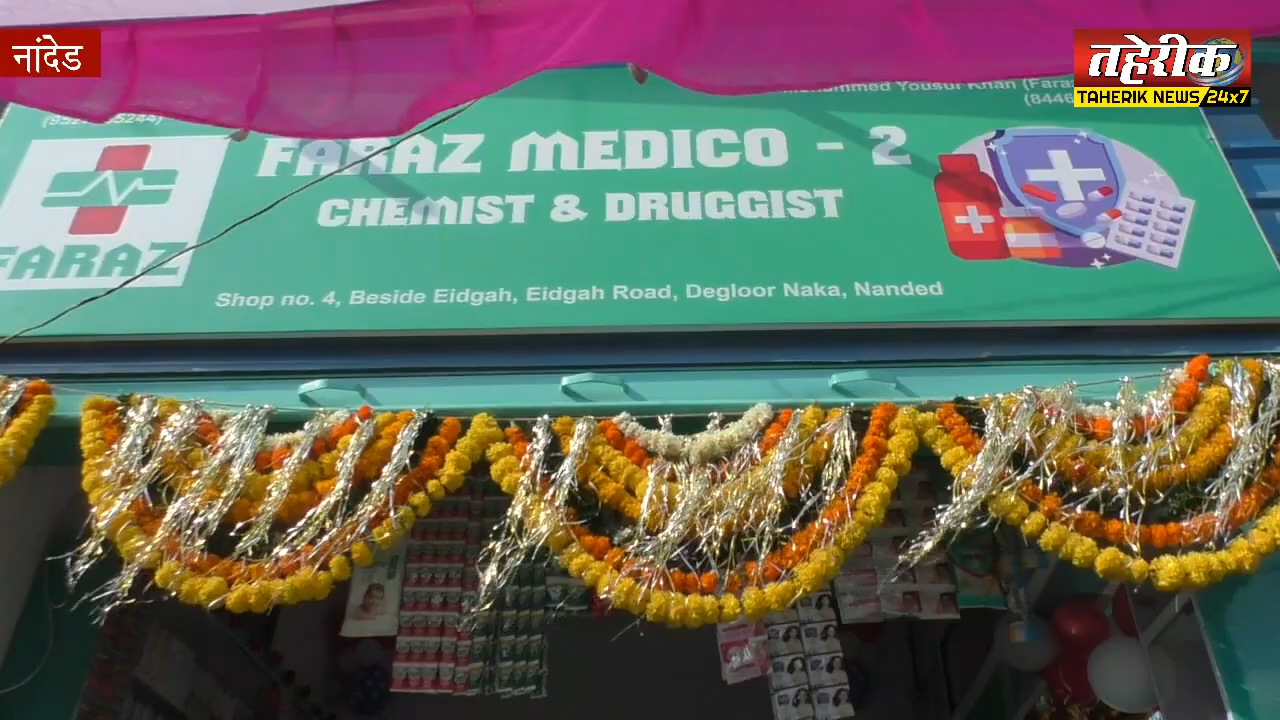 नांदेड
तहेरीक
TAHERIK NEWS 24x7
Yousuf Khan
FARAZ MEDICO - 2
CHEMIST & DRUGGIST
FARAZ
Shop no. 4, Beside Eidgah, Eidgah Road, Degloor Naka, Nanded